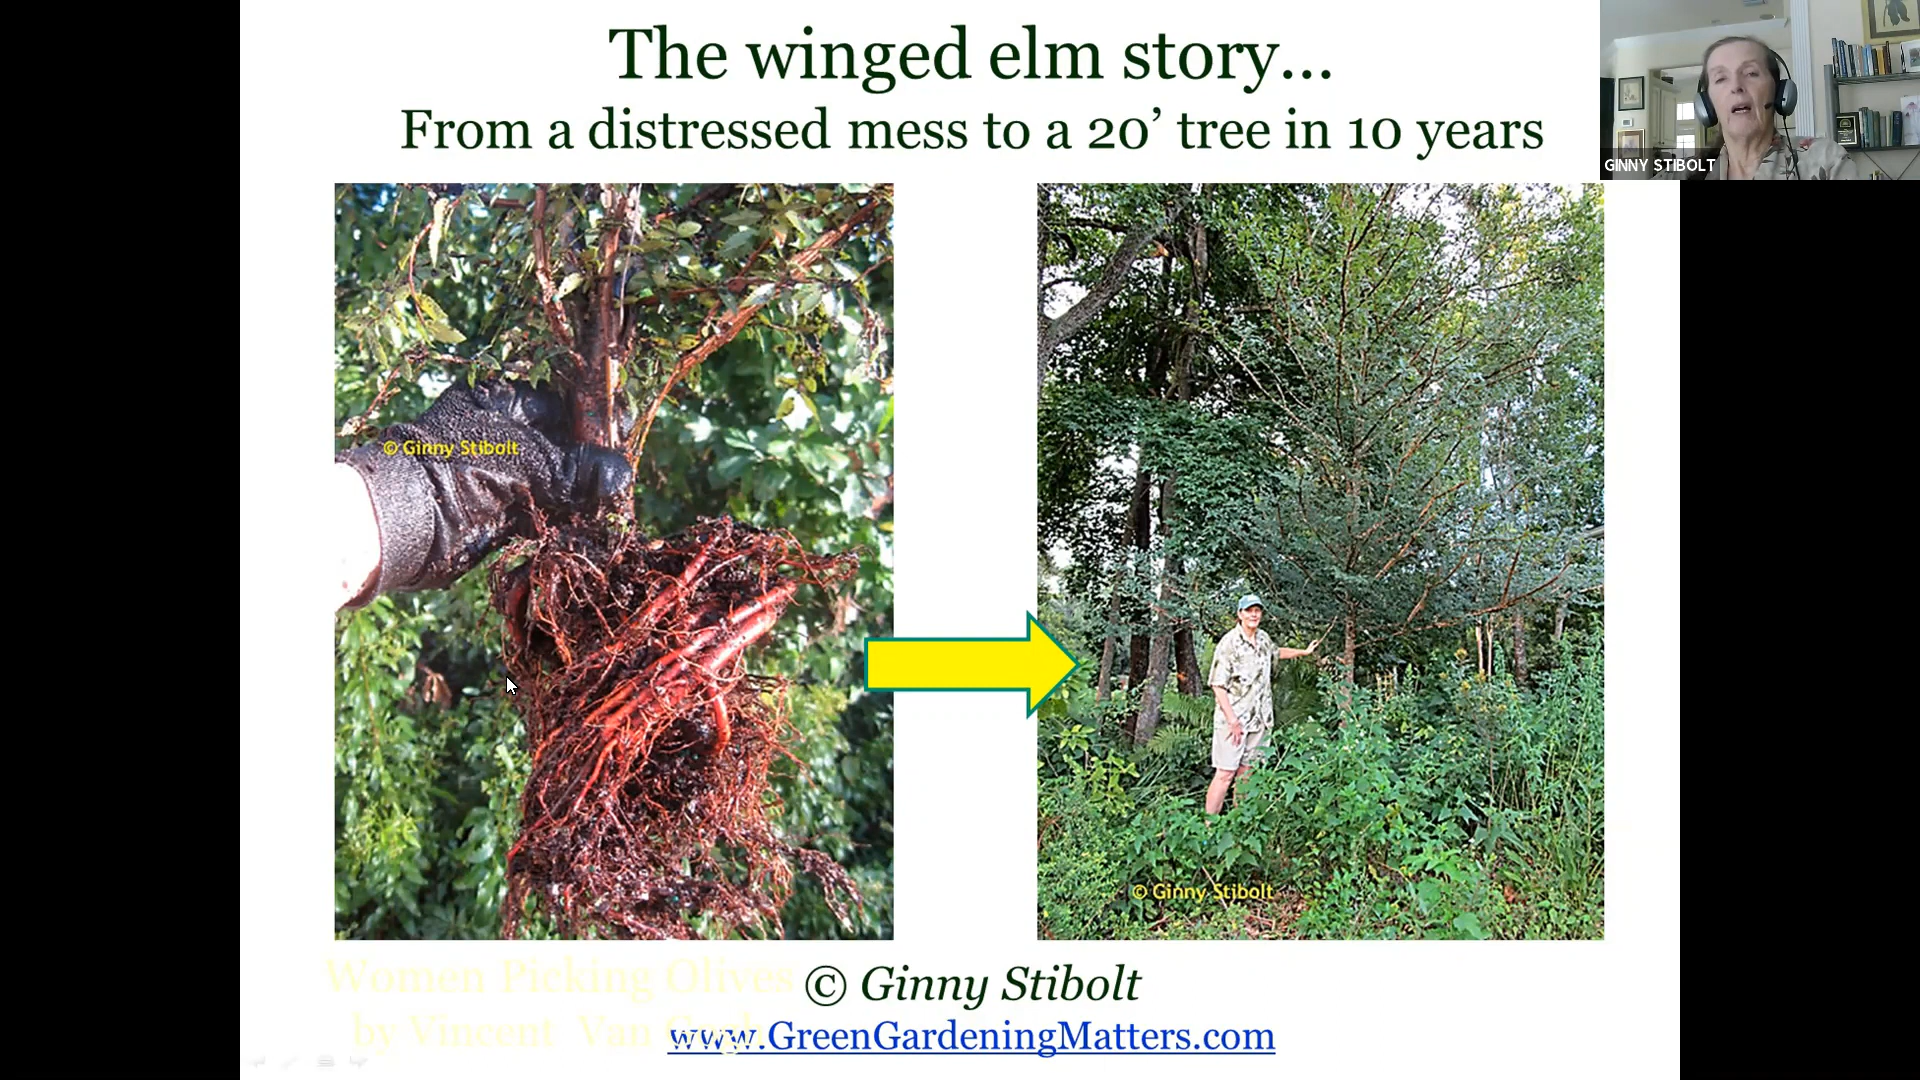 The winged elm story...
From a distressed mess to a 20’ tree in 10 years
GINNY STIBOLT
© Ginny Stibolt
© Ginny Stibolt
Women Picking Olives
© Ginny Stibolt
by Vincent Van Gogh
www.GreenGardeningMatters.com